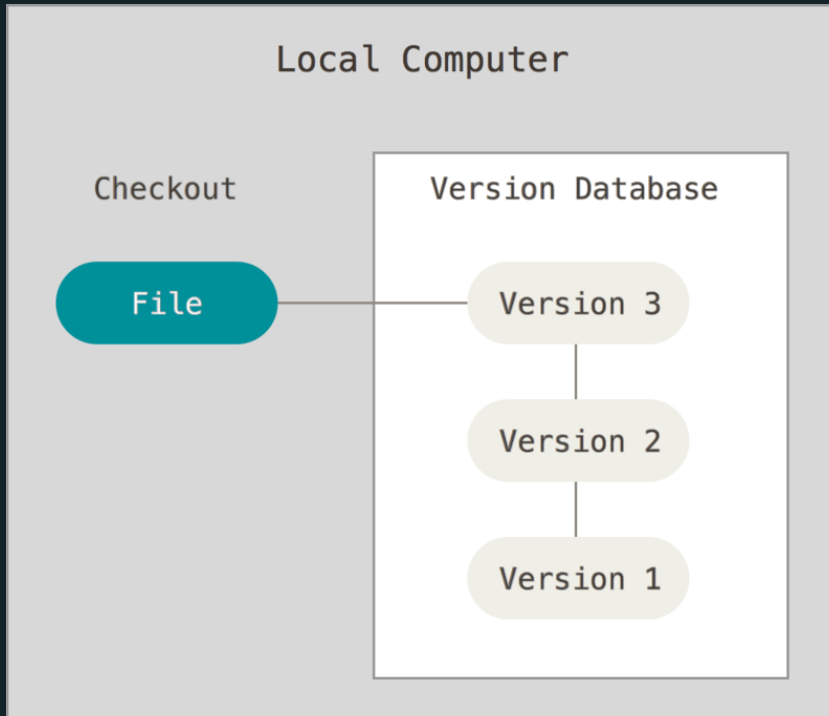 Local Computer
Checkout
Version Database
File
Version 3
Version 2
Version 1